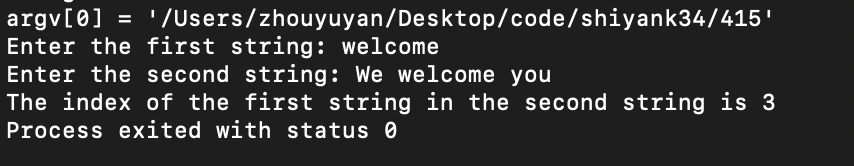 argv[0] = '/Users/zhouyuyan/Desktop/code/shiyank34/415'
Enter the first string: welcome
Enter the second string: We welcome you
The index of the first string in the second string is 3
Process exited with status 0